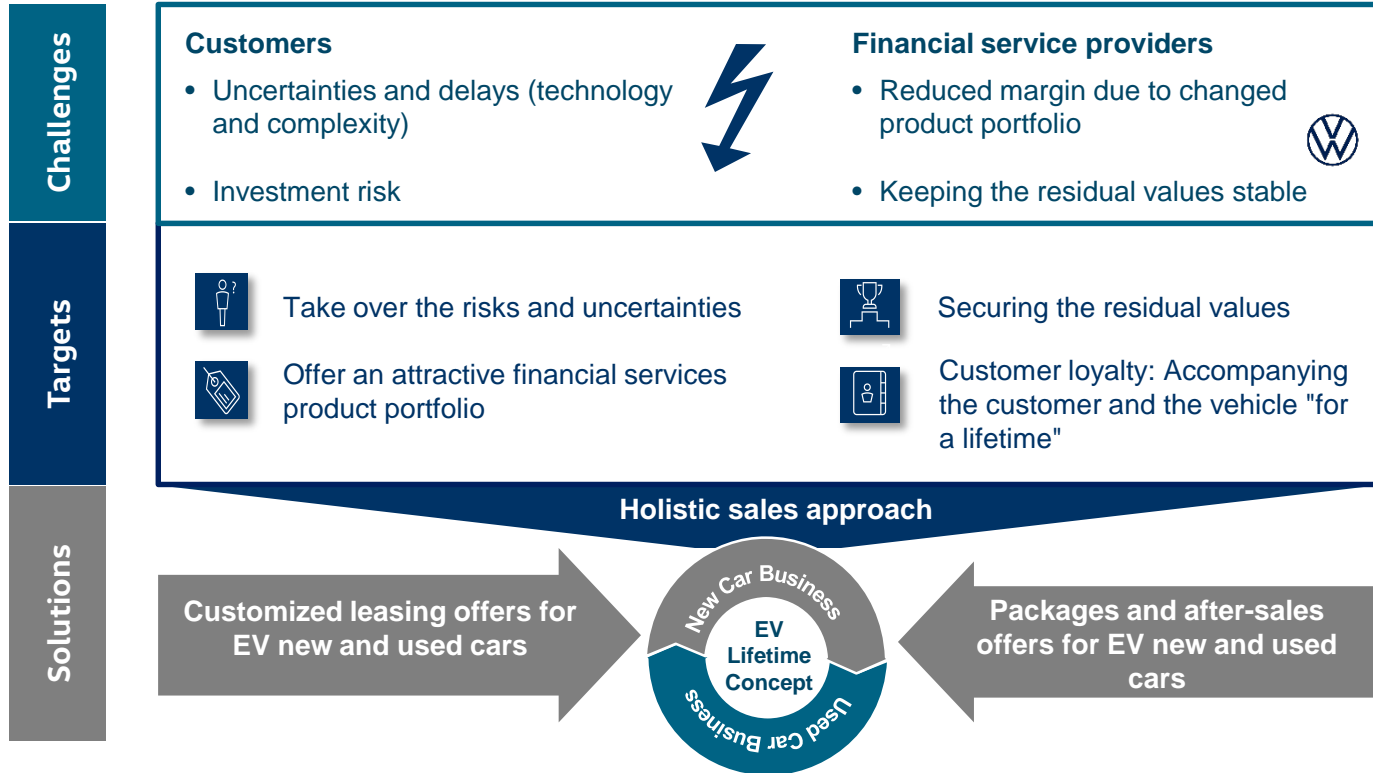 Challenges
Customers
• Uncertainties and delays (technology
and complexity)
• Investment risk
Financial service providers
• Reduced margin due to changed
product portfolio
• Keeping the residual values stable
Targets
?
Take over the risks and uncertainties
Offer an attractive financial services
product portfolio
Securing the residual values
Customer loyalty: Accompanying
the customer and the vehicle "for
a lifetime"
Solutions
Holistic sales approach
Customized leasing offers for
EV new and used cars
New Car Business
EV
Lifetime
Concept
Used Car Business
Packages and after-sales
offers for EV new and used
cars